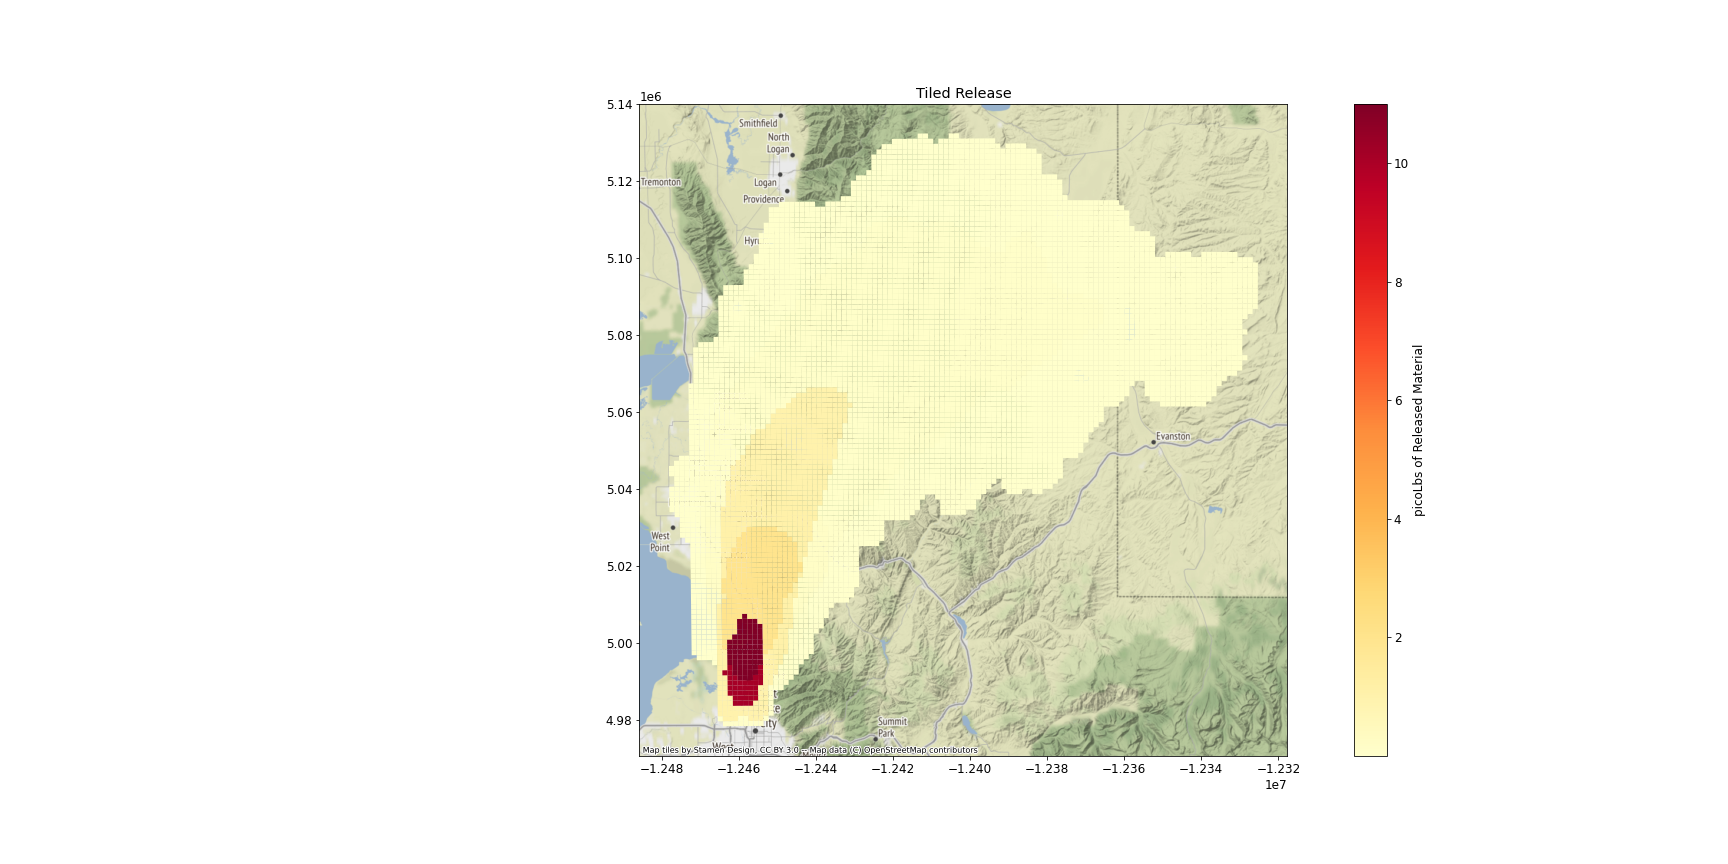 Tiled Release
1e6
5.14
5.12
5.10
5.08
5.06
5.04
5.02
5.00
4.98
Smithfield
North
Logan
Tremonton
Logan
Providence
Hyr
Evanston
West
Point
City
Summit
Park
West
Map tiles by Stamen Design, CC BY 3.0 -- Map data (C) OpenStreetMap contributors
−1.248
−1.246
−1.244
−1.242
−1.240
−1.238
−1.236
−1.234
−1.232
1e7
10
8
6
4
2
picoLbs of Released Material